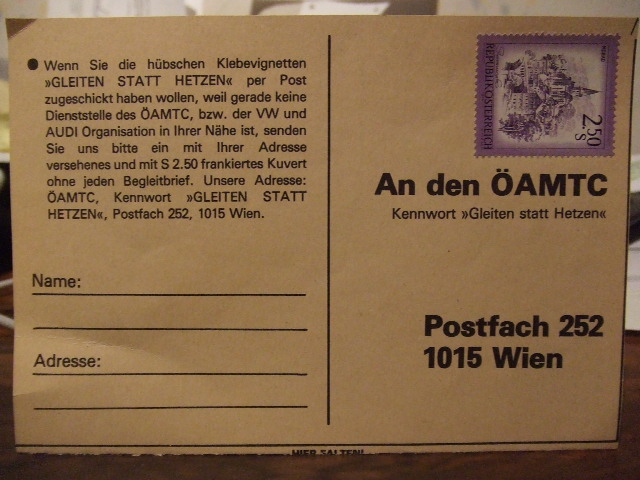 ● Wenn Sie die hübschen Klebevignetten
»GLEITEN STATT HETZEN« per Post
zugeschickt haben wollen, weil gerade keine
Dienststelle des ÖAMTC, bzw. der VW und
AUDI Organisation in Ihrer Nähe ist, senden
Sie uns bitte ein mit Ihrer Adresse
versehenes und mit S 2.50 frankiertes Kuvert
ohne jeden Begleitbrief. Unsere Adresse:
ÖAMTC, Kennwort »GLEITEN STATT
HETZEN«, Postfach 252, 1015 Wien.
Name:
Adresse:
REPUBLIK ÖSTERREICH
2.50
S
An den ÖAMTC
Kennwort »Gleiten statt Hetzen«
Postfach 252
1015 Wien